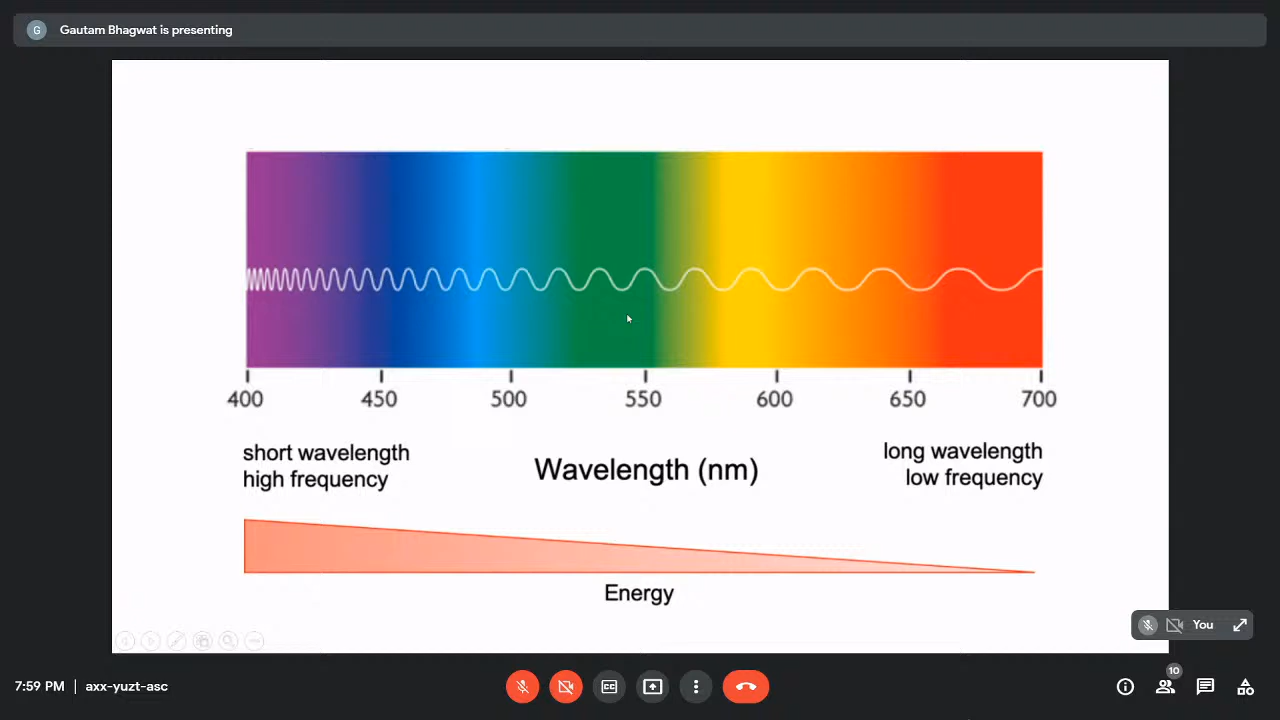 G Gautam Bhagwat is presenting
400 450 500 550 600 650 700
short wavelength
high frequency
Wavelength (nm)
long wavelength
low frequency
Energy
You
10
7:59 PM | axx-yuzt-asc
CC